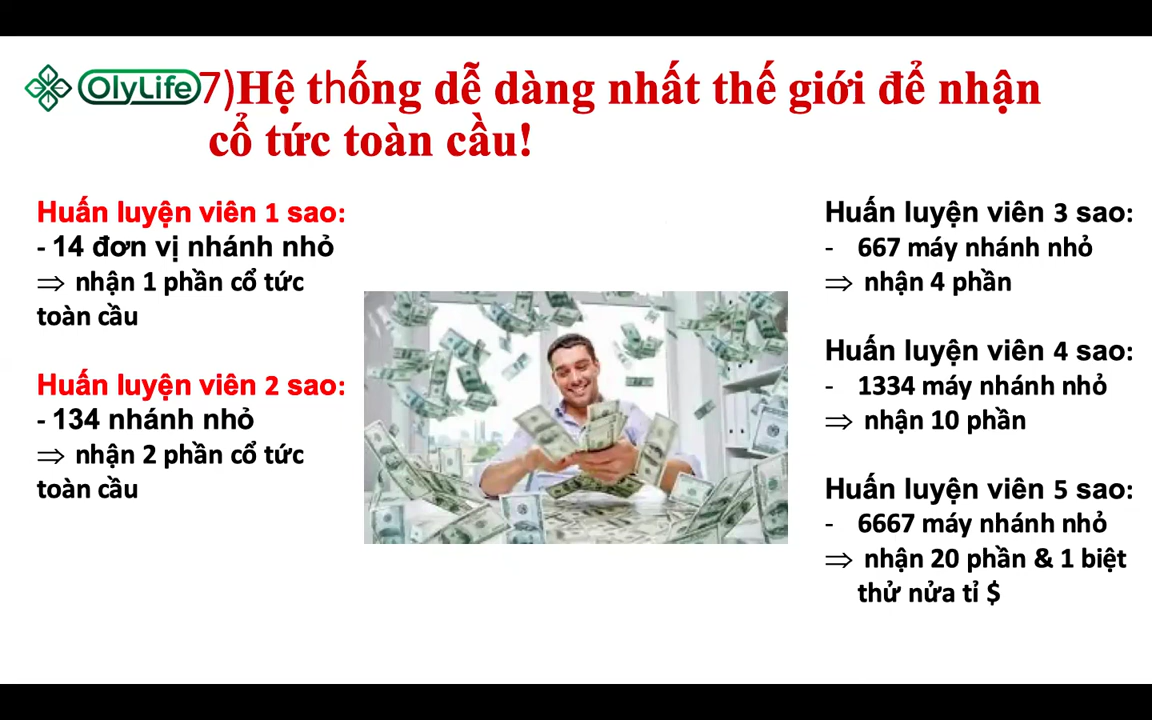 OlyLife
7)Hệ thống dễ dàng nhất thế giới để nhận
cổ tức toàn cầu!
Huấn luyện viên 1 sao:
- 14 đơn vị nhánh nhỏ
⇒ nhận 1 phần cổ tức
toàn cầu
Huấn luyện viên 2 sao:
- 134 nhánh nhỏ
⇒ nhận 2 phần cổ tức
toàn cầu
Huấn luyện viên 3 sao:
- 667 máy nhánh nhỏ
⇒ nhận 4 phần
Huấn luyện viên 4 sao:
- 1334 máy nhánh nhỏ
⇒ nhận 10 phần
Huấn luyện viên 5 sao:
- 6667 máy nhánh nhỏ
⇒ nhận 20 phần & 1 biệt
thử nửa tỉ $